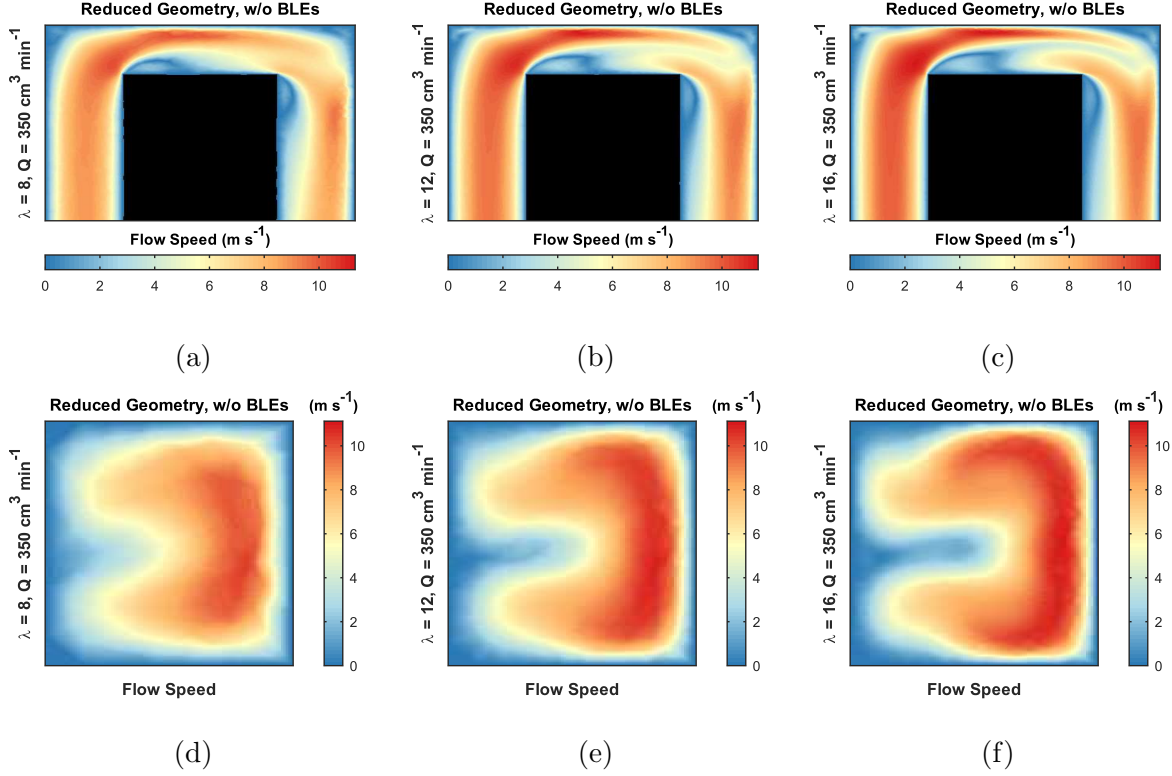 Reduced Geometry, w/o BLEs
λ = 8, Q = 350 cm³ min⁻¹
Flow Speed (m s⁻¹)
0 2 4 6 8 10
(a)
Reduced Geometry, w/o BLEs
λ = 12, Q = 350 cm³ min⁻¹
Flow Speed (m s⁻¹)
0 2 4 6 8 10
(b)
Reduced Geometry, w/o BLEs
λ = 16, Q = 350 cm³ min⁻¹
Flow Speed (m s⁻¹)
0 2 4 6 8 10
(c)
Reduced Geometry, w/o BLEs
(m s⁻¹)
λ = 8, Q = 350 cm³ min⁻¹
10
8
6
4
2
0
Flow Speed
(d)
Reduced Geometry, w/o BLEs
(m s⁻¹)
λ = 12, Q = 350 cm³ min⁻¹
10
8
6
4
2
0
Flow Speed
(e)
Reduced Geometry, w/o BLEs
(m s⁻¹)
λ = 16, Q = 350 cm³ min⁻¹
10
8
6
4
2
0
Flow Speed
(f)